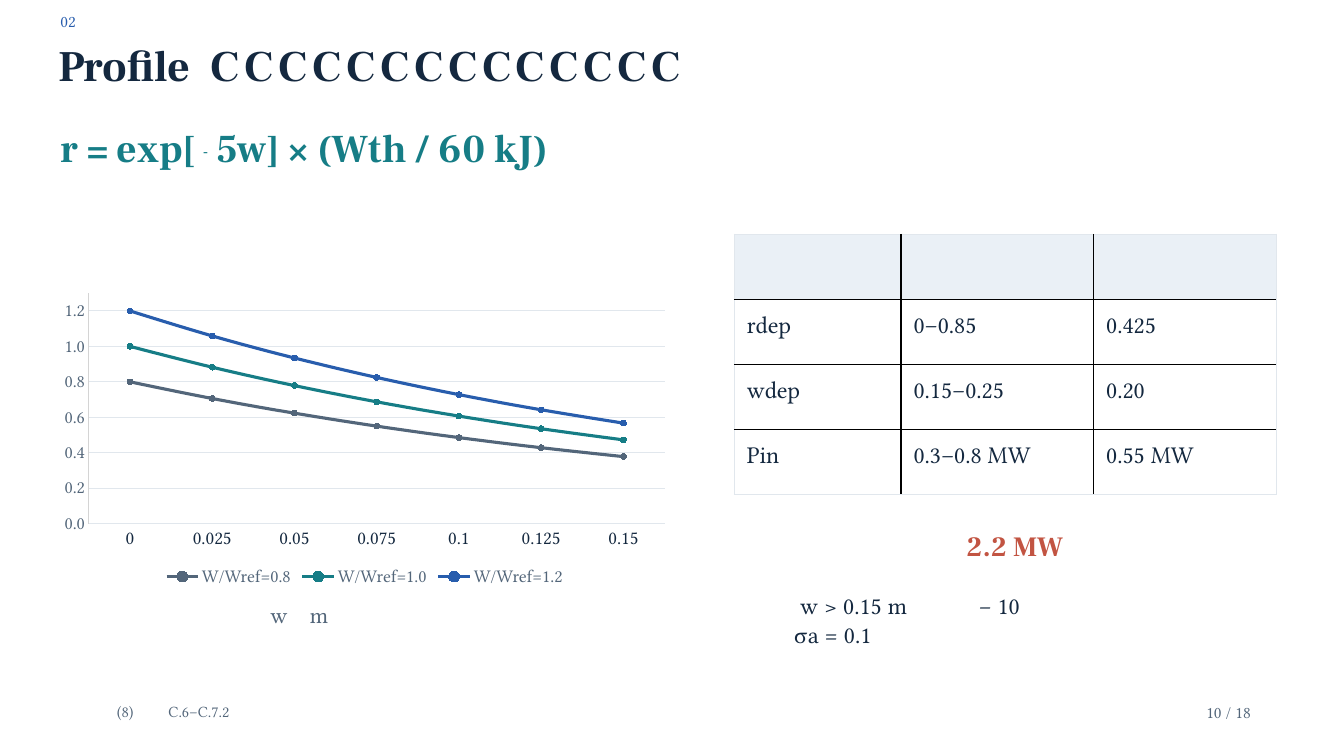 02
Profile CCCCCCCCCCCCCC
r = exp[ - 5w] × (Wth / 60 kJ)
1.2
1.0
0.8
0.6
0.4
0.2
0.0
0 0.025 0.05 0.075 0.1 0.125 0.15
W/Wref=0.8 W/Wref=1.0 W/Wref=1.2
w m
rdep 0–0.85 0.425
wdep 0.15–0.25 0.20
Pin 0.3–0.8 MW 0.55 MW
2.2 MW
w > 0.15 m – 10
σa = 0.1
(8) C.6–C.7.2
10 / 18